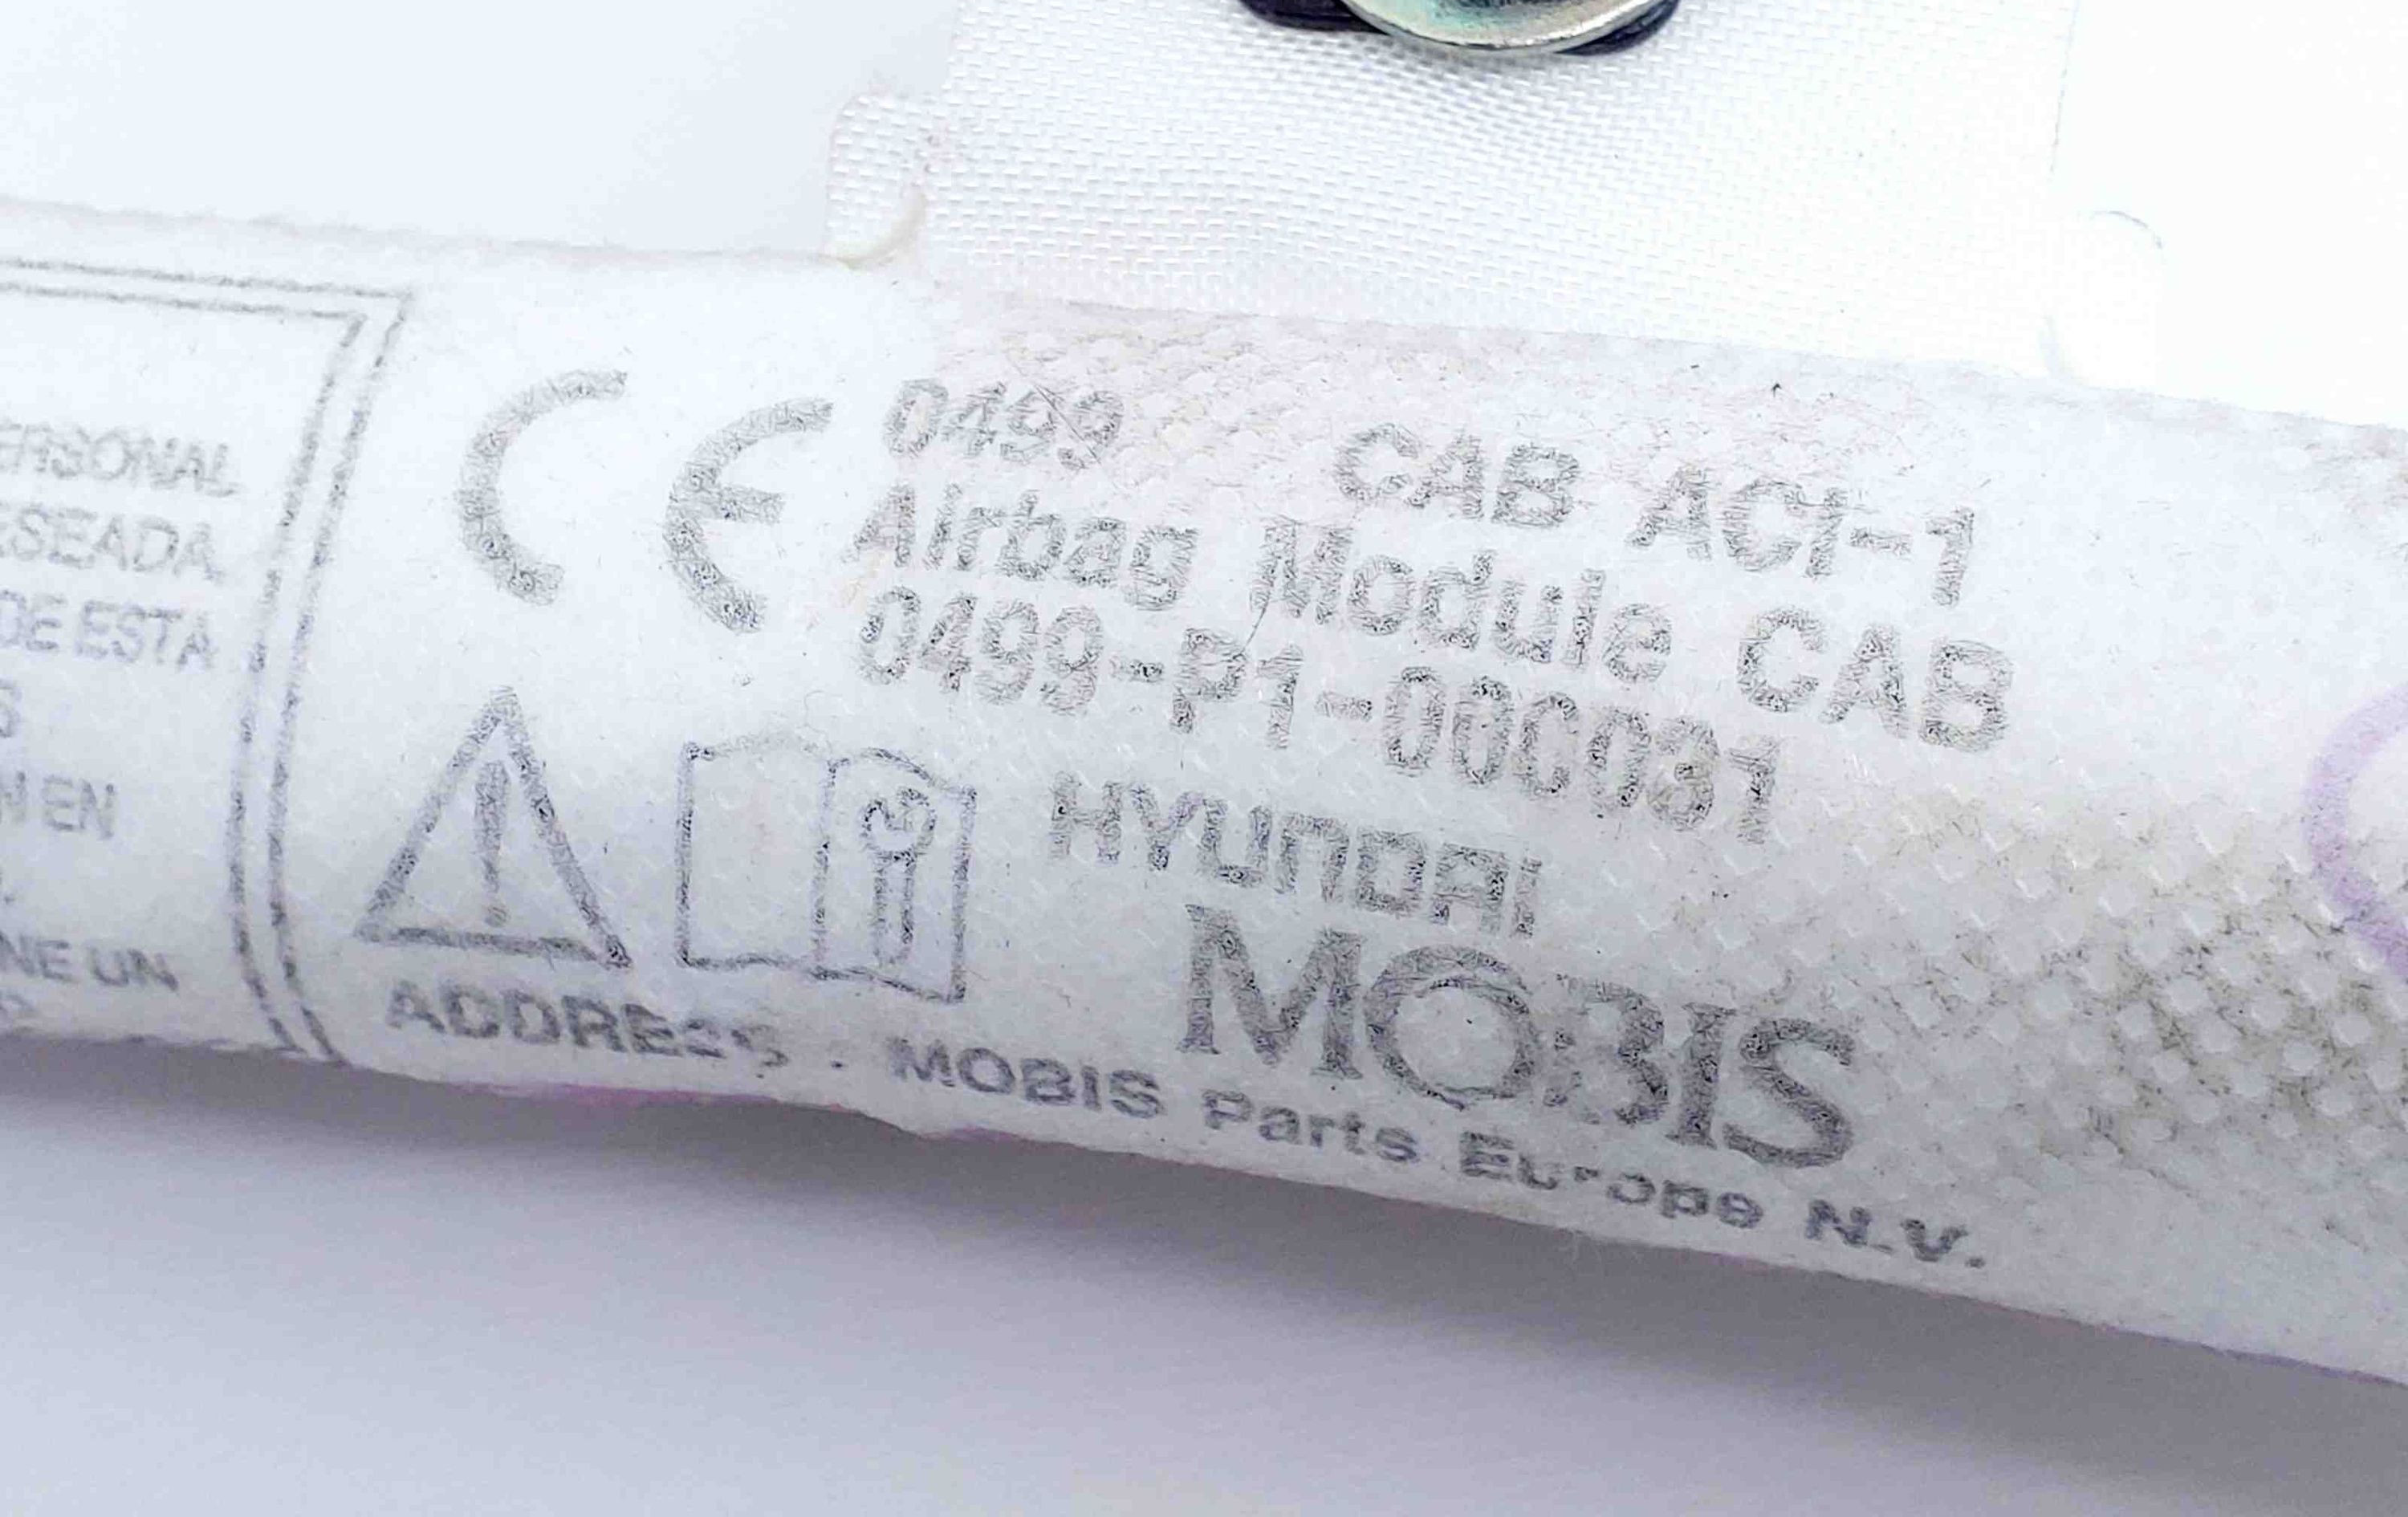 ERSONAL
ESEADA.
DE ESTA
S
N EN
NE UN
CE 0499 CAB ACI-1
Airbag Module CAB
0499-P1-000031
HYUNDAI
MOBIS
ADDRESS . MOBIS Parts Europe N.V.